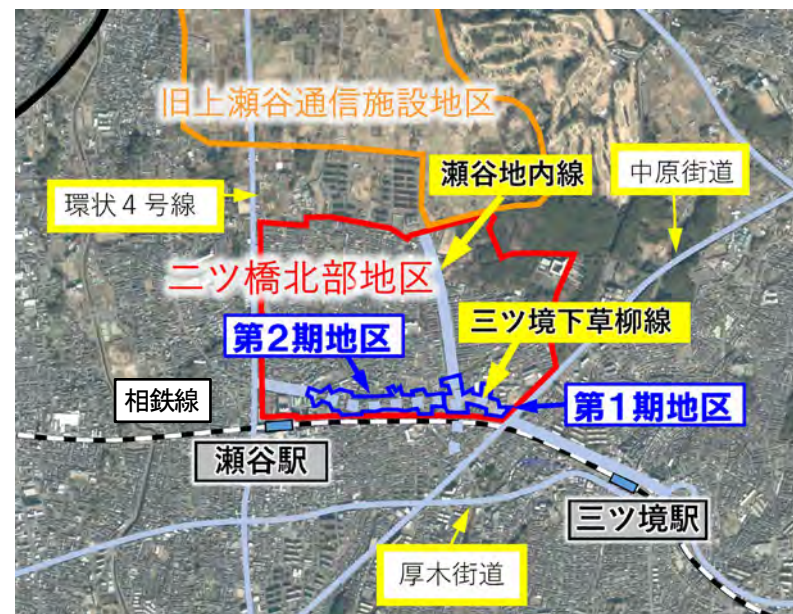 旧上瀬谷通信施設地区
瀬谷地内線
中原街道
環状4号線
二ツ橋北部地区
三ツ境下草柳線
第2期地区
相鉄線
第1期地区
瀬谷駅
三ツ境駅
厚木街道